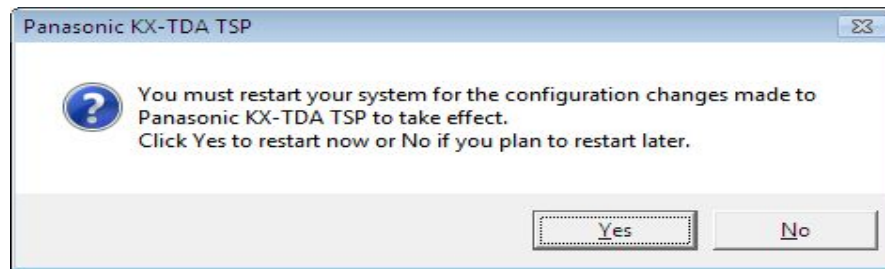 Panasonic KX-TDA TSP
You must restart your system for the configuration changes made to
Panasonic KX-TDA TSP to take effect.
Click Yes to restart now or No if you plan to restart later.
Yes No